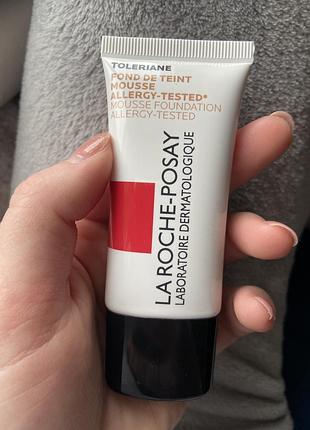 TOLERIANE
FOND DE TEINT
MOUSSE
ALLERGY-TESTED*
MOUSSE FOUNDATION
ALLERGY-TESTED
LA ROCHE-POSAY
LABORATOIRE DERMATOLOGIQUE